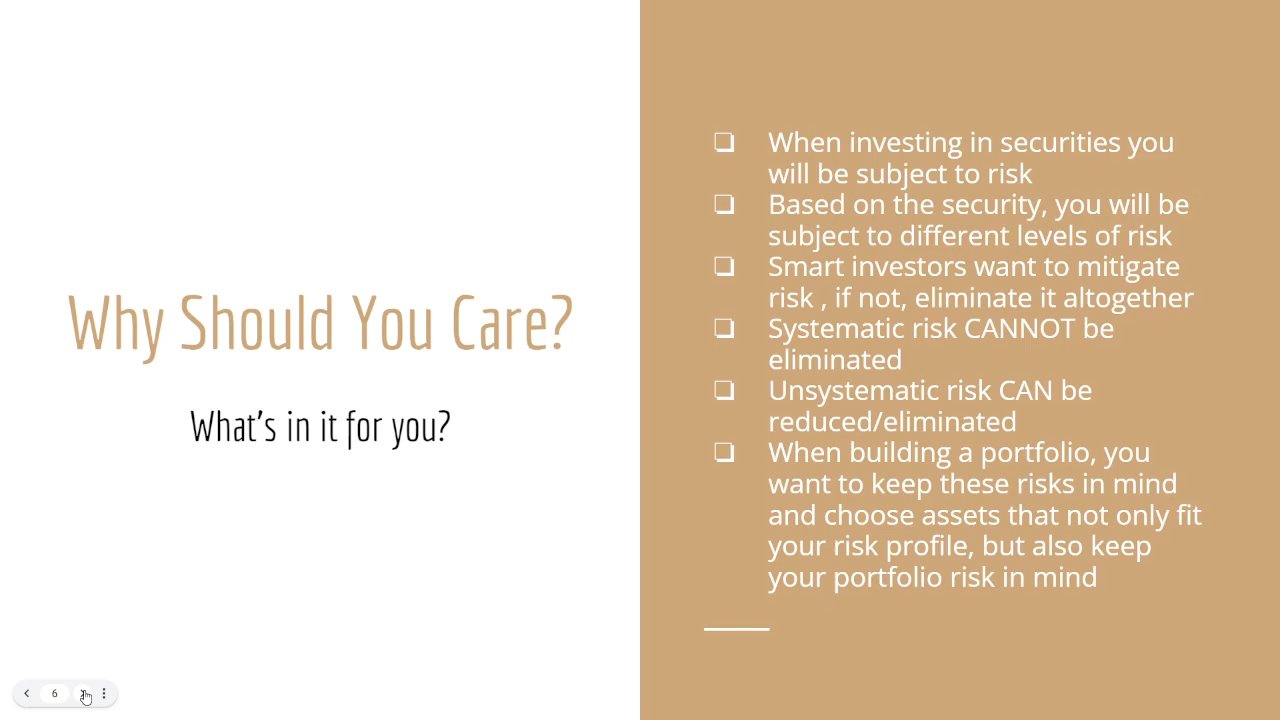 Why Should You Care?
What's in it for you?
❏ When investing in securities you
will be subject to risk
❏ Based on the security, you will be
subject to different levels of risk
❏ Smart investors want to mitigate
risk , if not, eliminate it altogether
❏ Systematic risk CANNOT be
eliminated
❏ Unsystematic risk CAN be
reduced/eliminated
❏ When building a portfolio, you
want to keep these risks in mind
and choose assets that not only fit
your risk profile, but also keep
your portfolio risk in mind
6